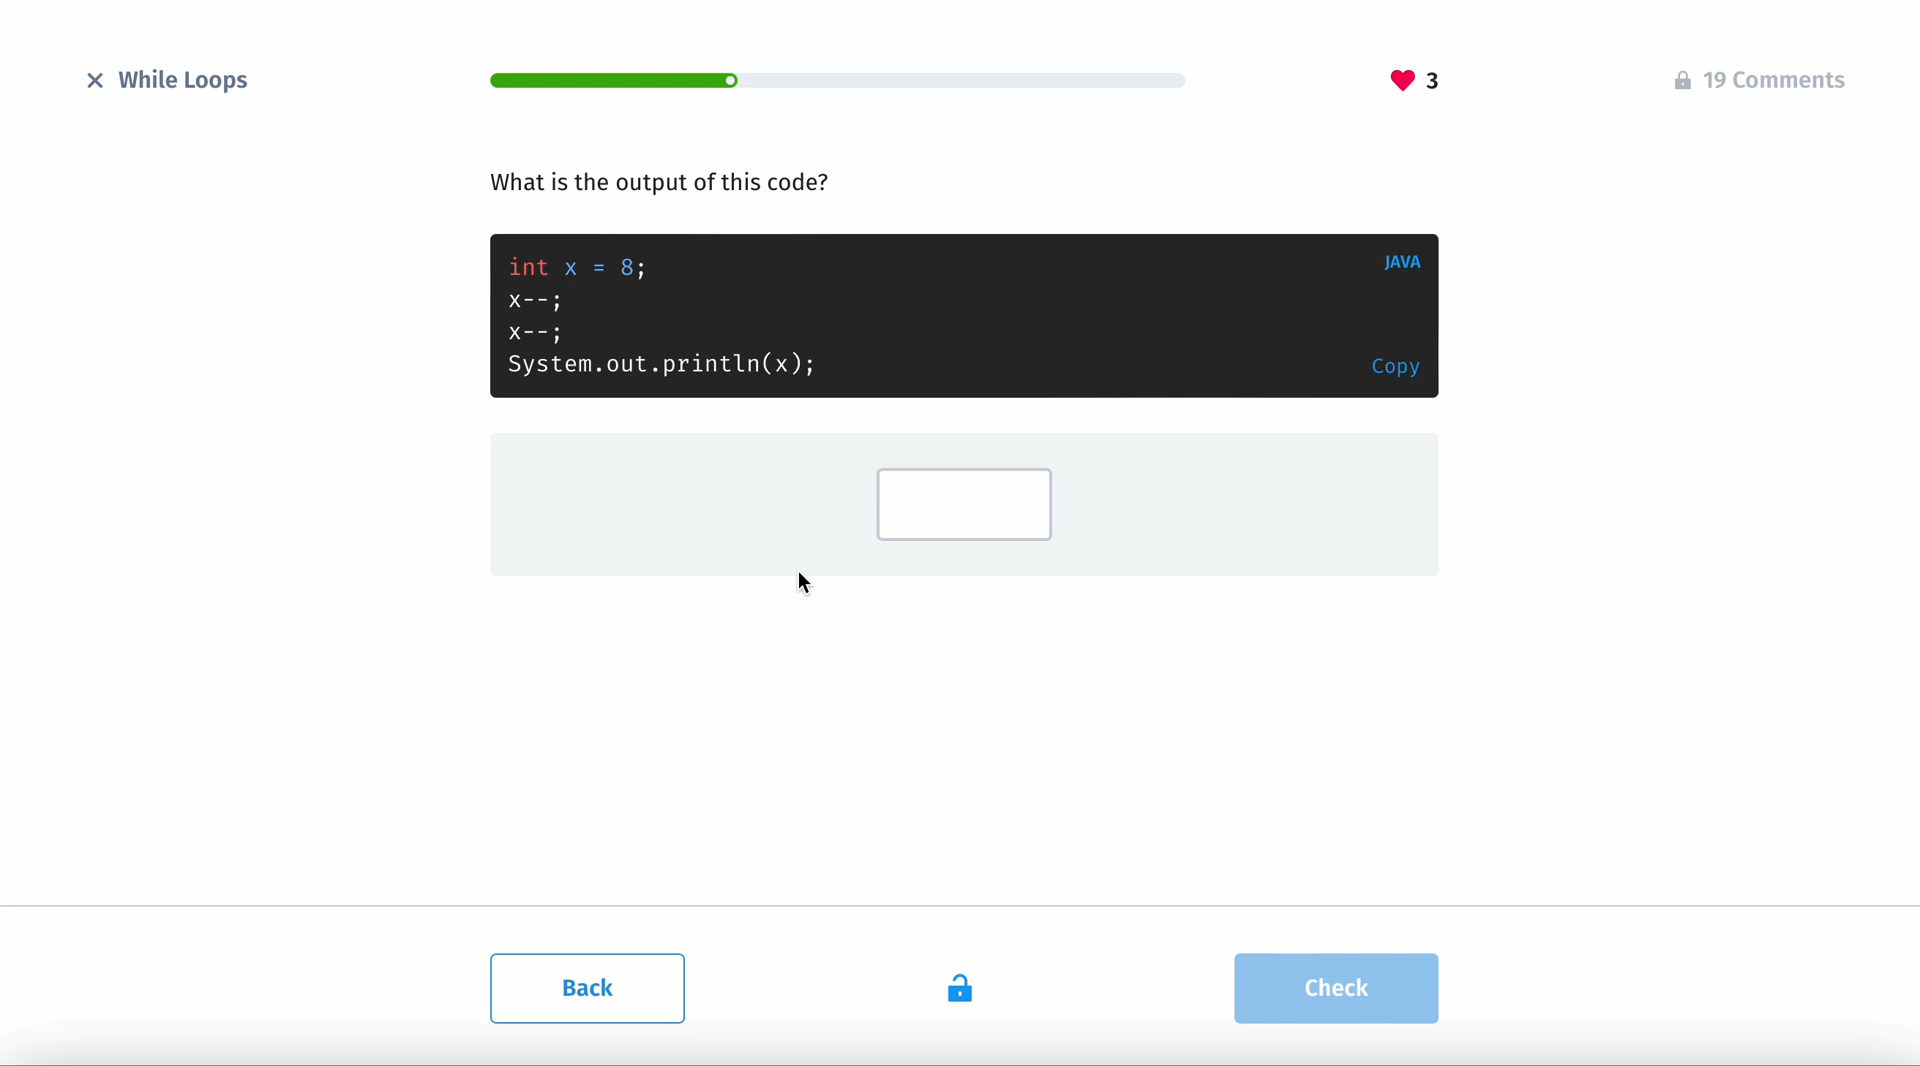 While Loops
3
19 Comments
What is the output of this code?
int x = 8;
JAVA
x--;
x--;
System.out.println(x);
Copy
Back
Check